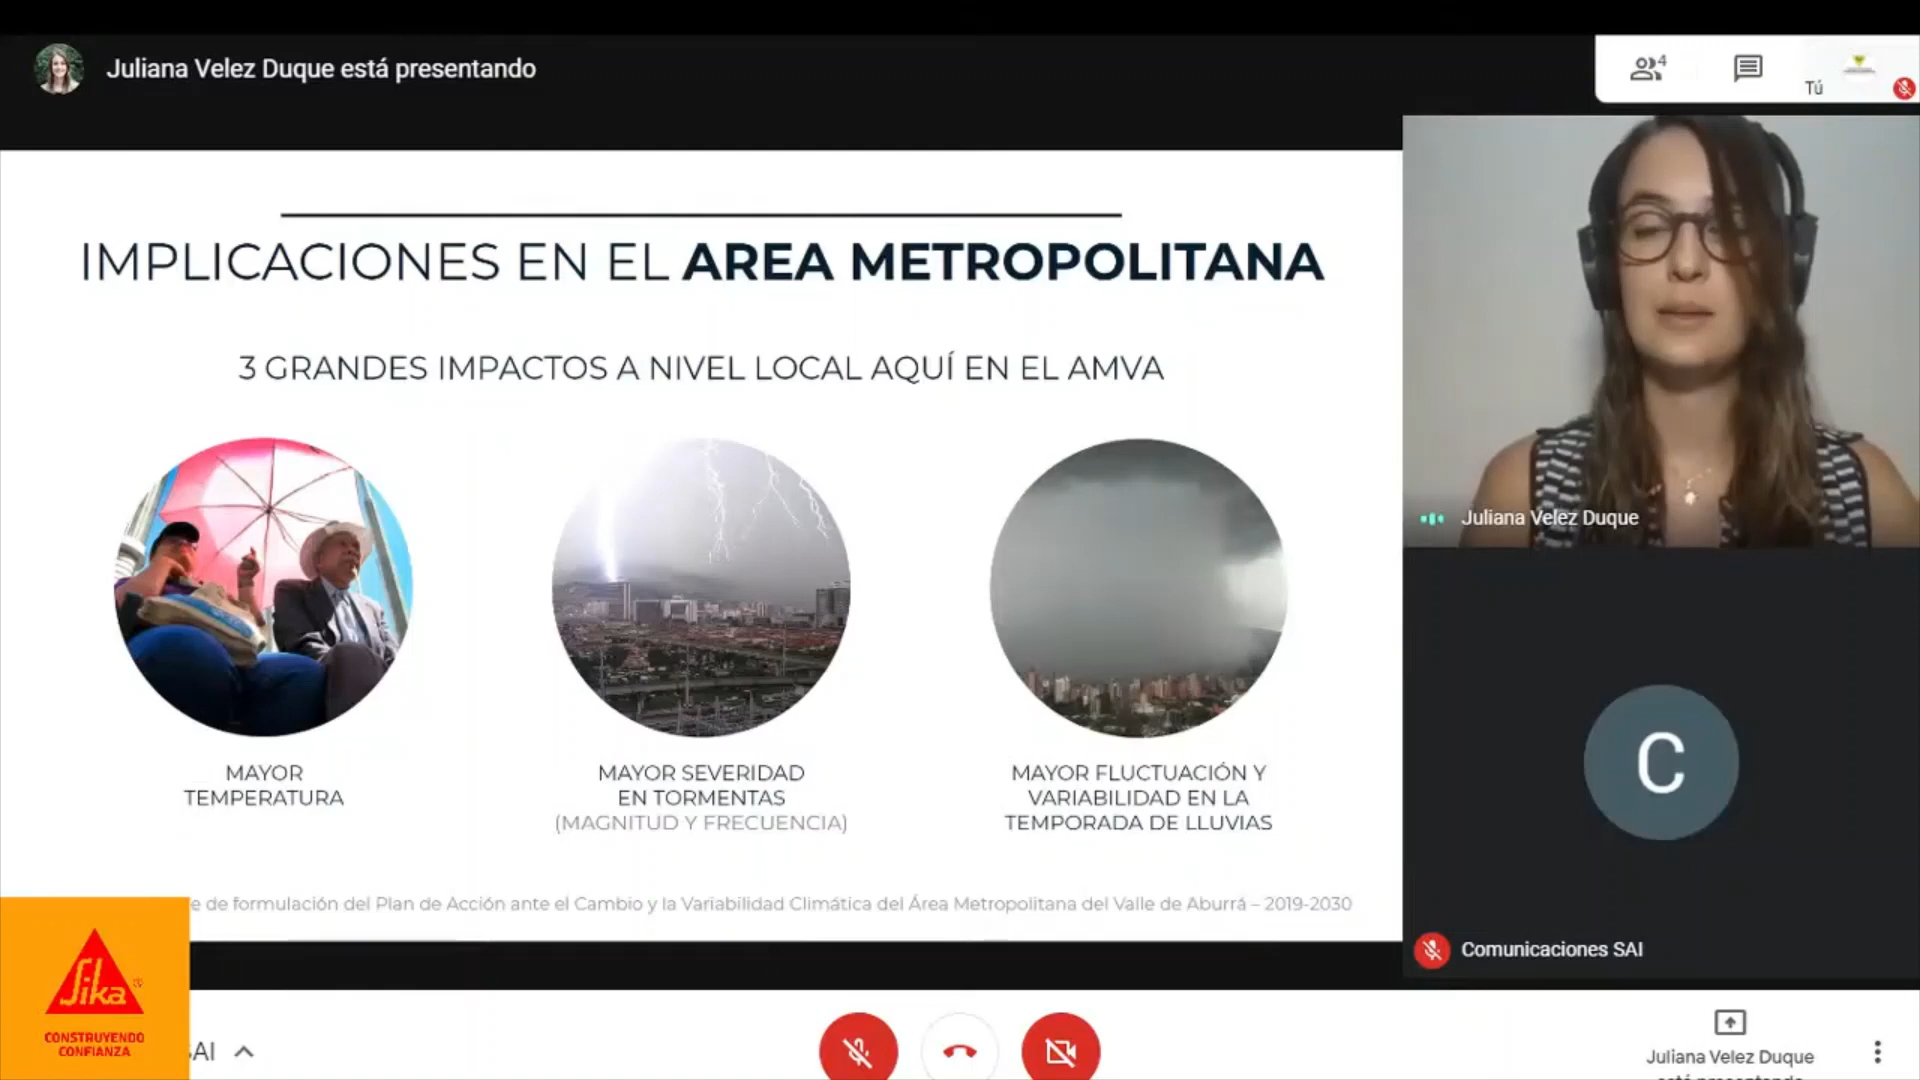 Juliana Velez Duque está presentando
4
Tú
IMPLICACIONES EN EL AREA METROPOLITANA
3 GRANDES IMPACTOS A NIVEL LOCAL AQUÍ EN EL AMVA
MAYOR
TEMPERATURA
MAYOR SEVERIDAD
EN TORMENTAS
(MAGNITUD Y FRECUENCIA)
MAYOR FLUCTUACIÓN Y
VARIABILIDAD EN LA
TEMPORADA DE LLUVIAS
de formulación del Plan de Acción ante el Cambio y la Variabilidad Climática del Área Metropolitana del Valle de Aburrá – 2019-2030
Juliana Velez Duque
C
Comunicaciones SAI
Sika
CONSTRUYENDO
CONFIANZA
SAI
Juliana Velez Duque